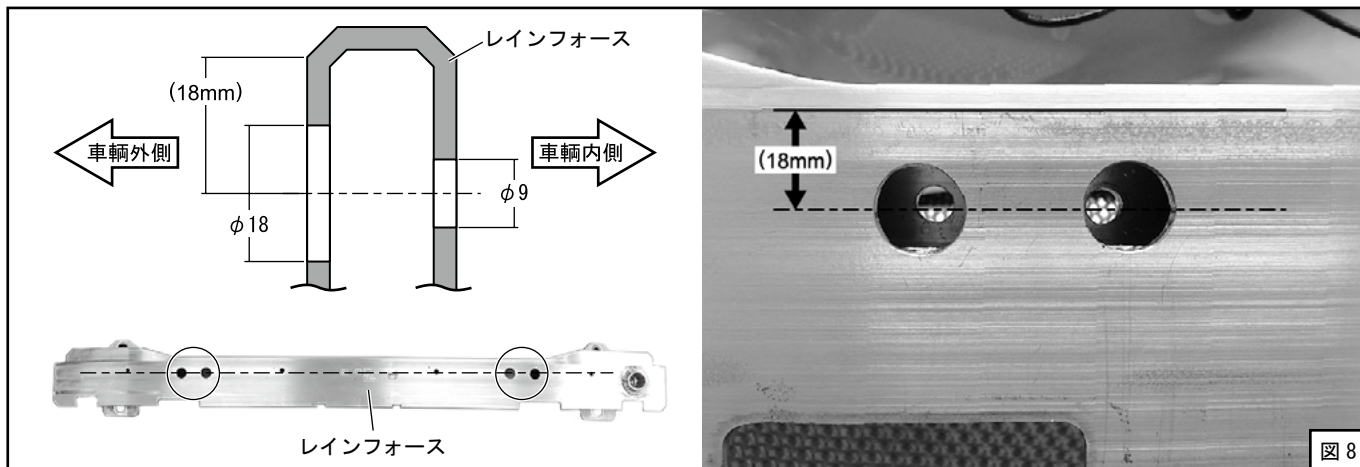 レインフォース
(18mm)
車輌外側
車輌内側
φ9
φ18
レインフォース
(18mm)
図 8